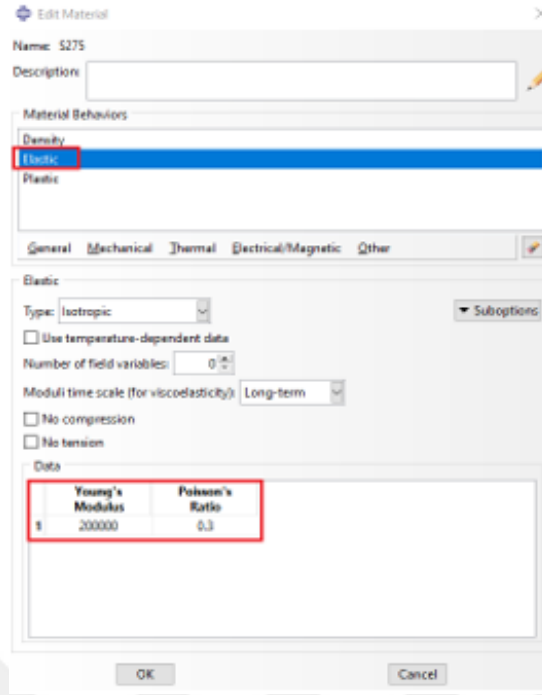 Edit Material
Name: S275
Description:
Material Behaviors
Density
Elastic
Plastic
General Mechanical Thermal Electrical/Magnetic Other
Elastic
Type: Isotropic
Suboptions
Use temperature-dependent data
Number of field variables: 0
Moduli time scale (for viscoelasticity): Long-term
No compression
No tension
Data
Young's Poisson's
Modulus Ratio
1 200000 0.3
OK Cancel